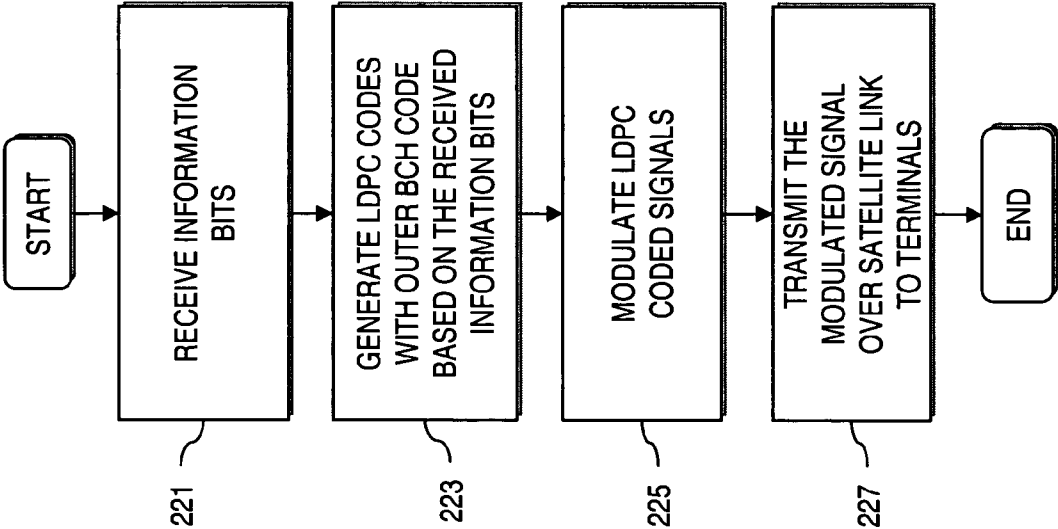 START
RECEIVE INFORMATION
BITS
221
GENERATE LDPC CODES
WITH OUTER BCH CODE
BASED ON THE RECEIVED
INFORMATION BITS
223
MODULATE LDPC
CODED SIGNALS
225
TRANSMIT THE
MODULATED SIGNAL
OVER SATELLITE LINK
TO TERMINALS
227
END